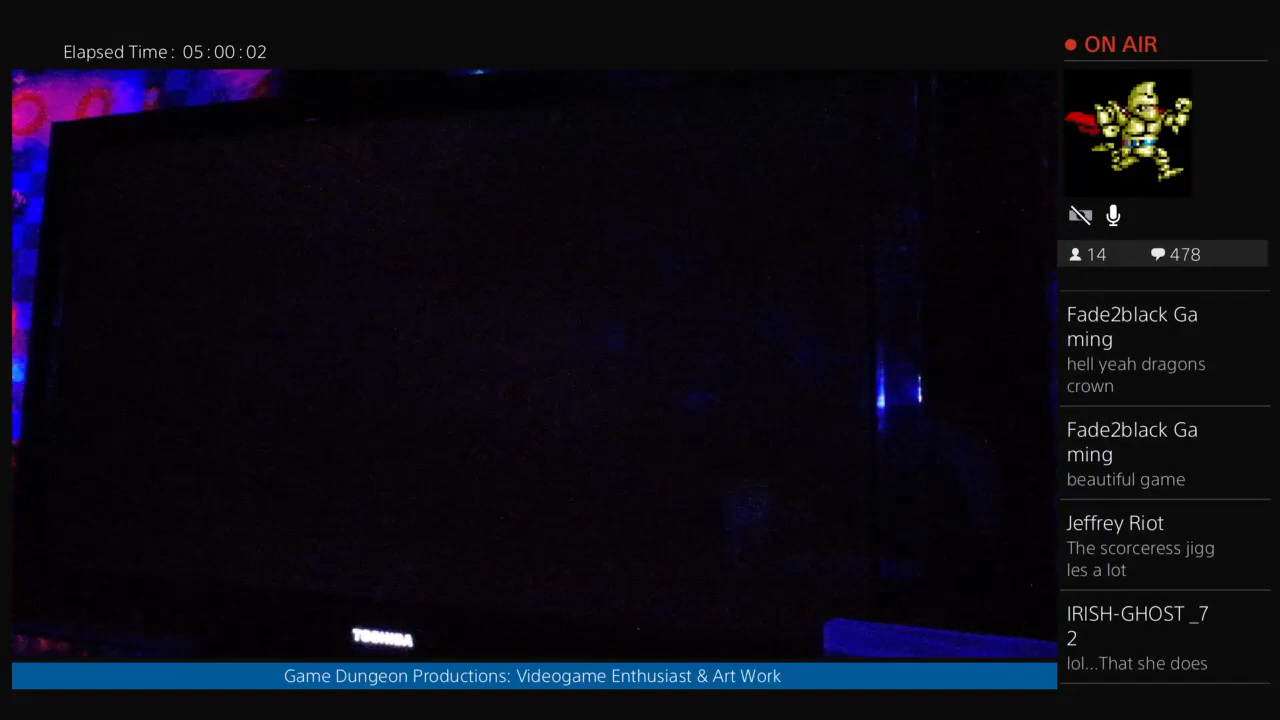 Elapsed Time: 05:00:02
ON AIR
14 478
Fade2black Ga
ming
hell yeah dragons
crown
Fade2black Ga
ming
beautiful game
Jeffrey Riot
The scorceress jigg
les a lot
IRISH-GHOST _7
2
lol...That she does
TOSHIBA
Game Dungeon Productions: Videogame Enthusiast & Art Work